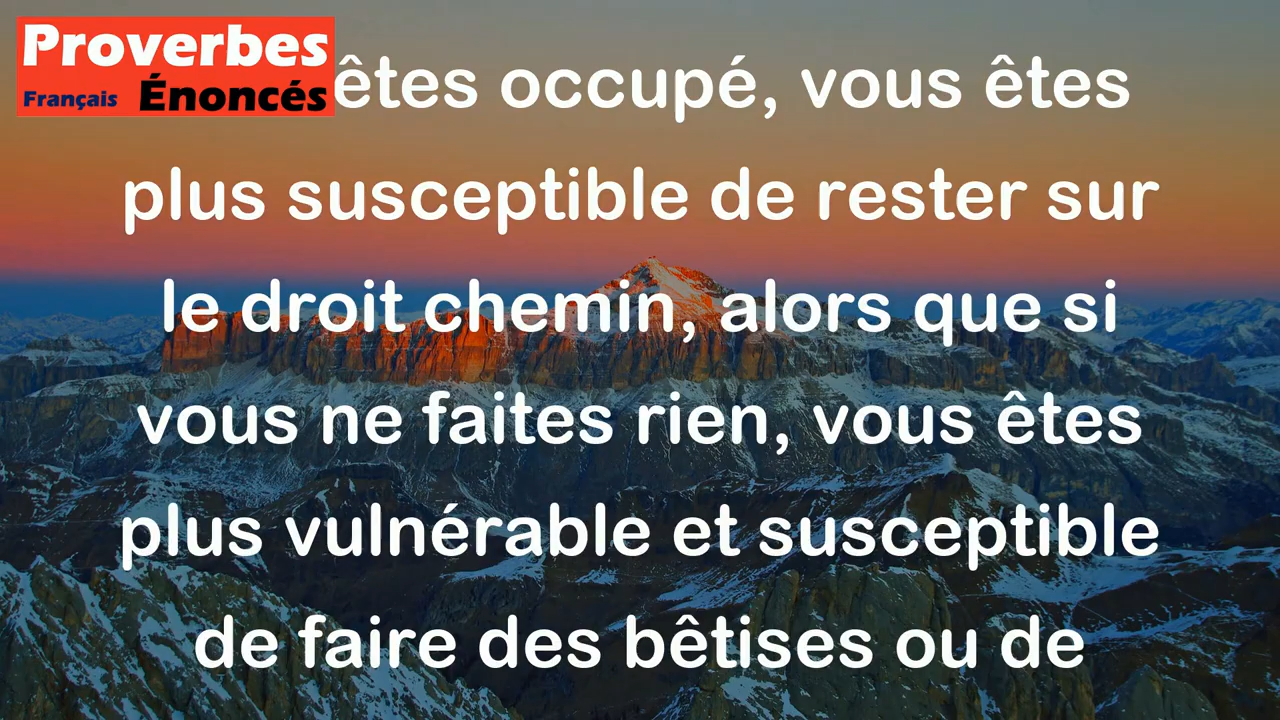 Proverbes
Français Énoncés
êtes occupé, vous êtes
plus susceptible de rester sur
le droit chemin, alors que si
vous ne faites rien, vous êtes
plus vulnérable et susceptible
de faire des bêtises ou de